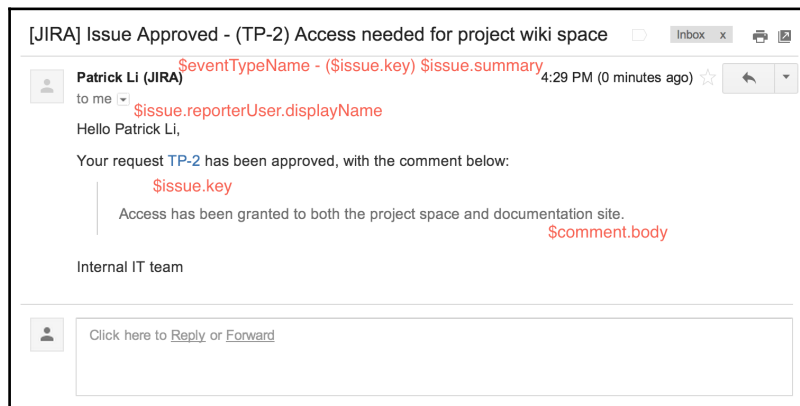 [JIRA] Issue Approved - (TP-2) Access needed for project wiki space Inbox x
$eventTypeName - ($issue.key) $issue.summary
Patrick Li (JIRA) 4:29 PM (0 minutes ago)
to me
$issue.reporterUser.displayName
Hello Patrick Li,
Your request TP-2 has been approved, with the comment below:
$issue.key
Access has been granted to both the project space and documentation site.
$comment.body
Internal IT team
Click here to Reply or Forward